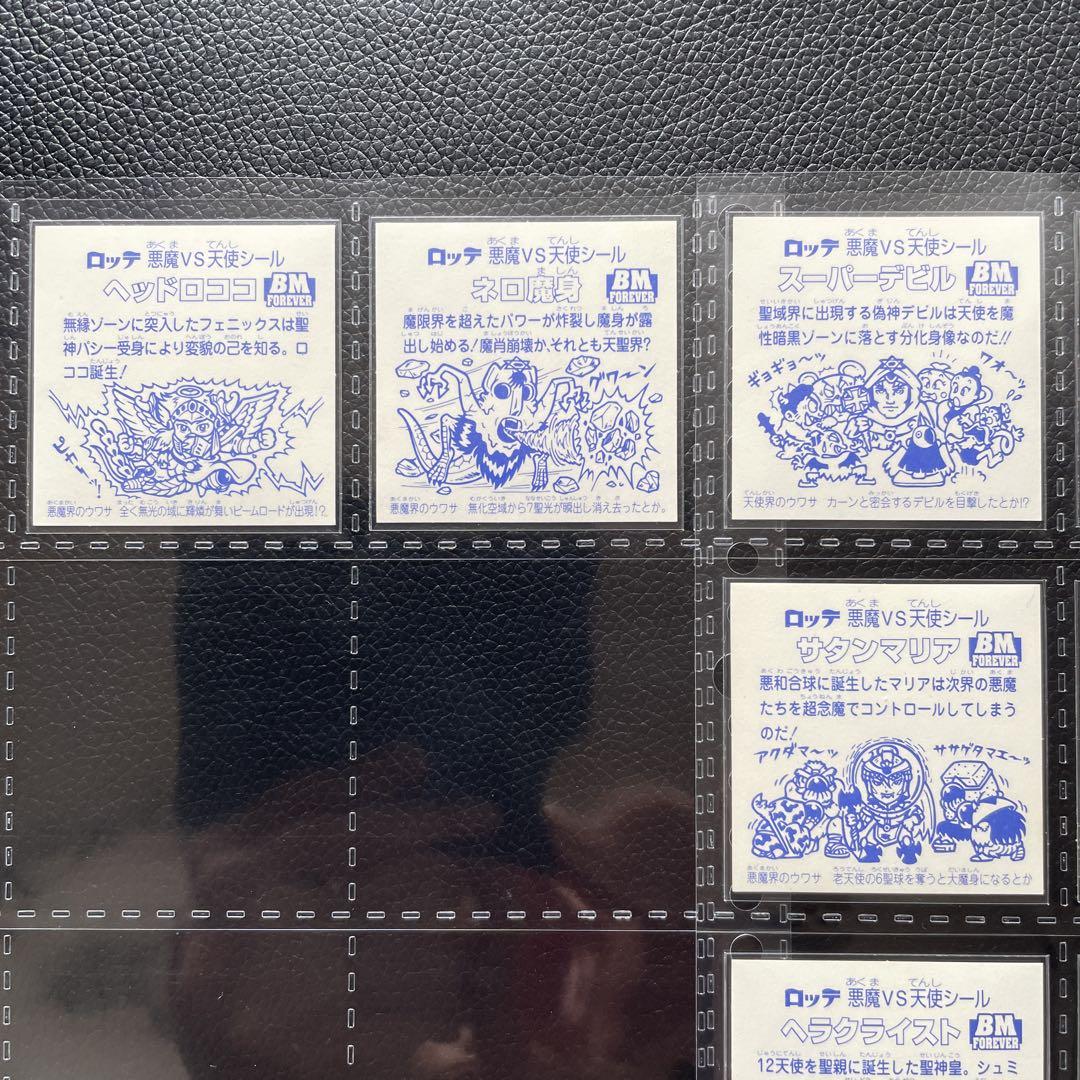 ロッテ 悪魔VS天使シール
ヘッドロココ BM FOREVER
無縁ゾーンに突入したフェニックスは聖
神バシー受身により変貌の己を知る。ロ
ココ誕生!
悪魔界のウワサ 全く無光の域に輝煩が舞いビームロードが出現!?
ロッテ 悪魔VS天使シール
ネロ魔身 BM FOREVER
魔限界を超えたパワーが炸裂し魔身が露
出し始める!魔肖崩壊か、それとも天聖界?
グワーン
悪魔界のウワサ 無化空域から7聖光が瞬出し消え去ったとか。
ロッテ 悪魔VS天使シール
スーパーデビル BM FOREVER
聖域界に出現する偽神デビルは天使を魔
性暗黒ゾーンに落とす分化身像なのだ!!
ギョギョ〜ッ
ワォ〜ッ
天使界のウワサ カーンと密会するデビルを目撃したとか!?
ロッテ 悪魔VS天使シール
サタンマリア BM FOREVER
悪和合球に誕生したマリアは次界の悪魔
たちを超念魔でコントロールしてしまう
のだ!
アクダマ〜ッ
ササゲタマエ〜ッ
悪魔界のウワサ 老天使の6聖球を奪うと大魔身になるとか
ロッテ 悪魔VS天使シール
ヘラクライスト BM FOREVER
12天使を聖親に誕生した聖神皇。シュミ